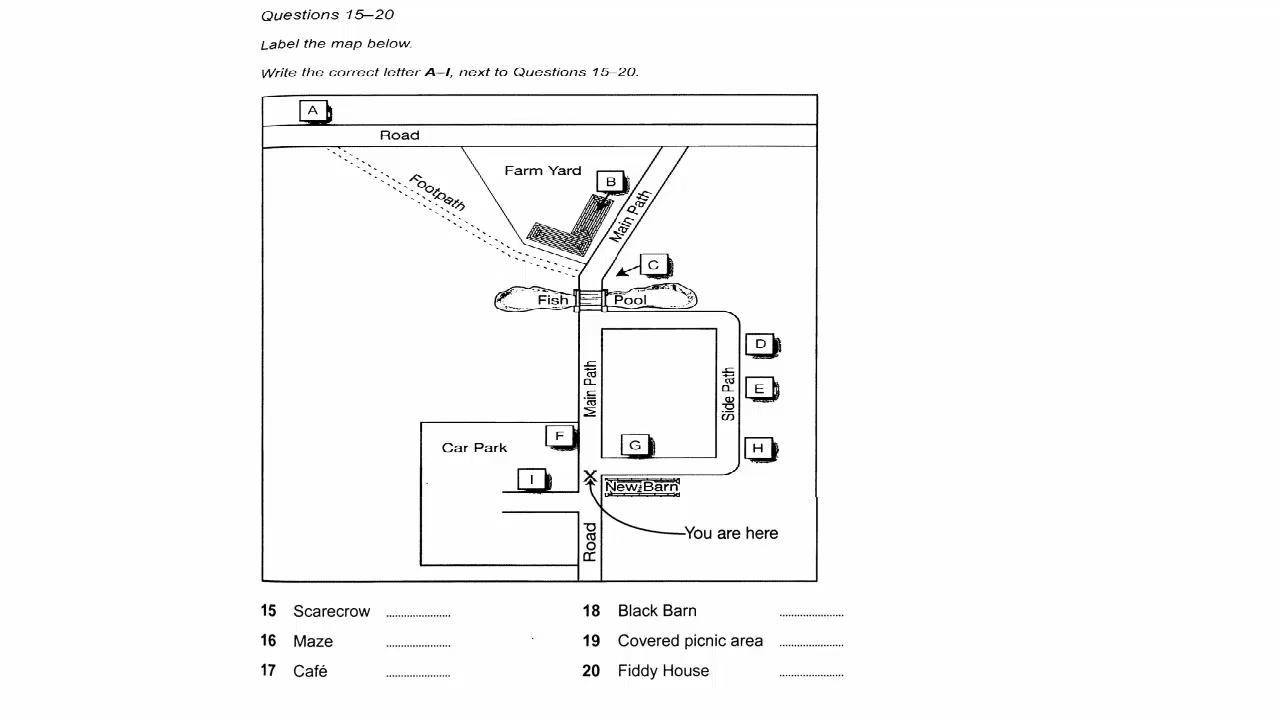 Questions 15–20
Label the map below.
Write the correct letter A–I, next to Questions 15–20.
A
Road
Farm Yard
B
Footpath
Main Path
C
Fish
Pool
D
Main Path
Side Path
E
F
G
H
Car Park
I
X
New Barn
You are here
Road
15 Scarecrow ......................
18 Black Barn ......................
16 Maze ......................
19 Covered picnic area ......................
17 Café ......................
20 Fiddy House ......................